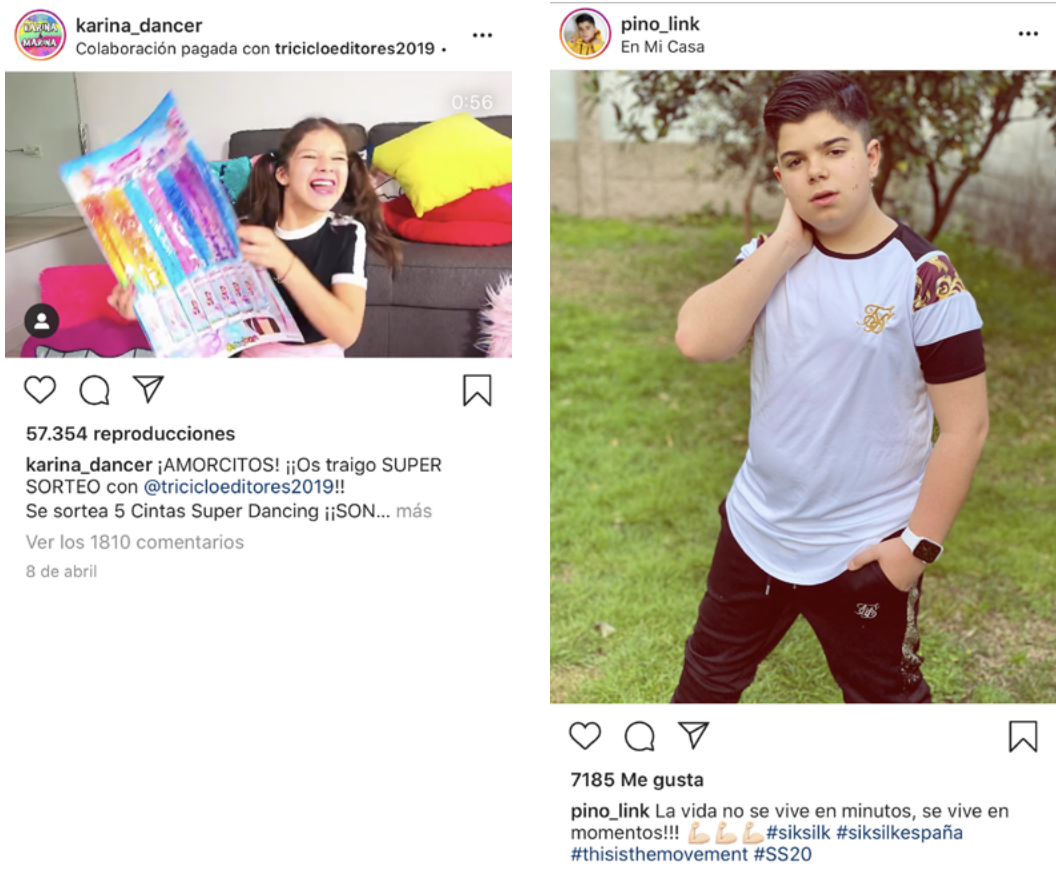 karina_dancer
Colaboración pagada con tricicloeditores2019 •
KARINA
MARINA
0:56
57.354 reproducciones
karina_dancer ¡AMORCITOS! ¡¡Os traigo SUPER
SORTEO con @tricicloeditores2019!!
Se sortea 5 Cintas Super Dancing ¡¡SON... más
Ver los 1810 comentarios
8 de abril
pino_link
En Mi Casa
7185 Me gusta
pino_link La vida no se vive en minutos, se vive en
momentos!!! 💪🏻💪🏻💪🏻#siksilk #siksilkespaña
#thisisthemovement #SS20